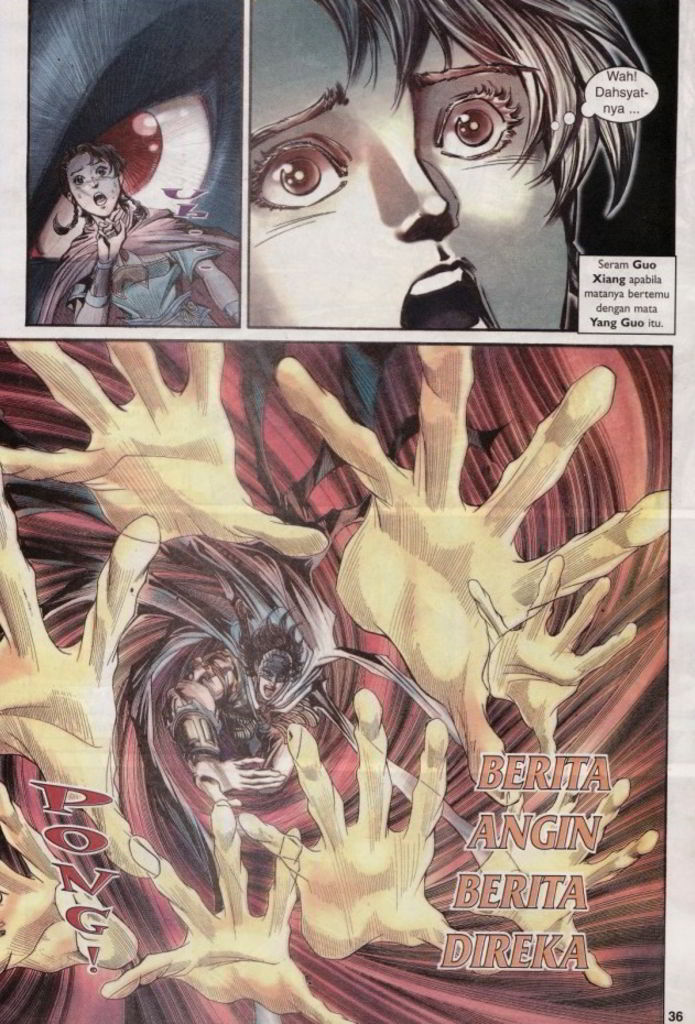 Wah!
Dahsyat-
nya ...
Seram Guo
Xiang apabila
matanya bertemu
dengan mata
Yang Guo itu.
PONG!
BERITA
ANGIN
BERITA
DIREKA
36